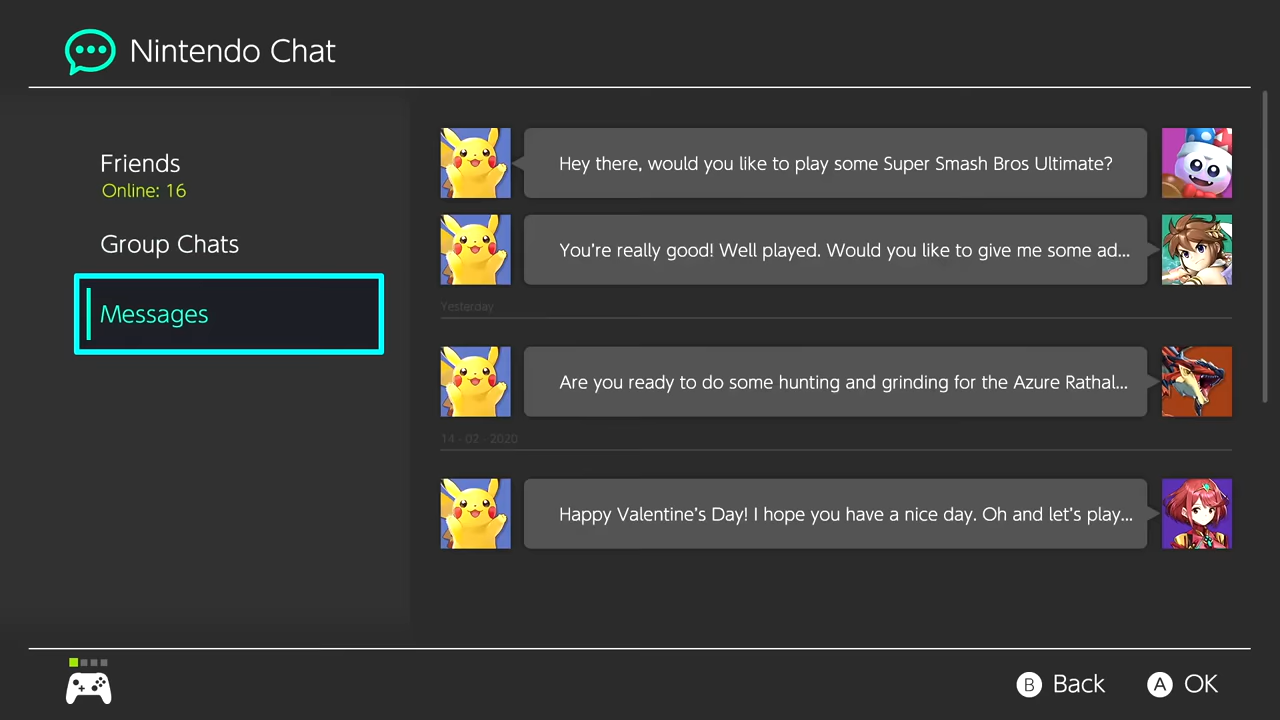 Nintendo Chat
Friends
Online: 16
Group Chats
Messages
Hey there, would you like to play some Super Smash Bros Ultimate?
You're really good! Well played. Would you like to give me some ad...
Yesterday
Are you ready to do some hunting and grinding for the Azure Rathal...
14 - 02 - 2020
Happy Valentine's Day! I hope you have a nice day. Oh and let's play...
B Back
A OK